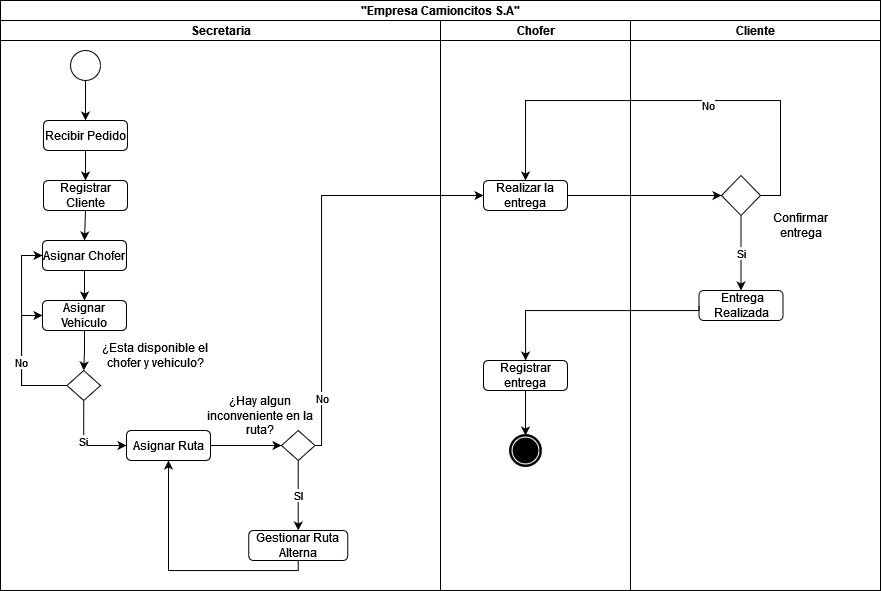 "Empresa Camioncitos S.A"
Secretaria
Chofer
Cliente
Recibir Pedido
Registrar
Cliente
Asignar Chofer
Asignar
Vehiculo
¿Esta disponible el
chofer y vehiculo?
No
Si
Asignar Ruta
¿Hay algun
inconveniente en la
ruta?
No
SI
Gestionar Ruta
Alterna
Realizar la
entrega
No
Confirmar
entrega
Si
Entrega
Realizada
Registrar
entrega